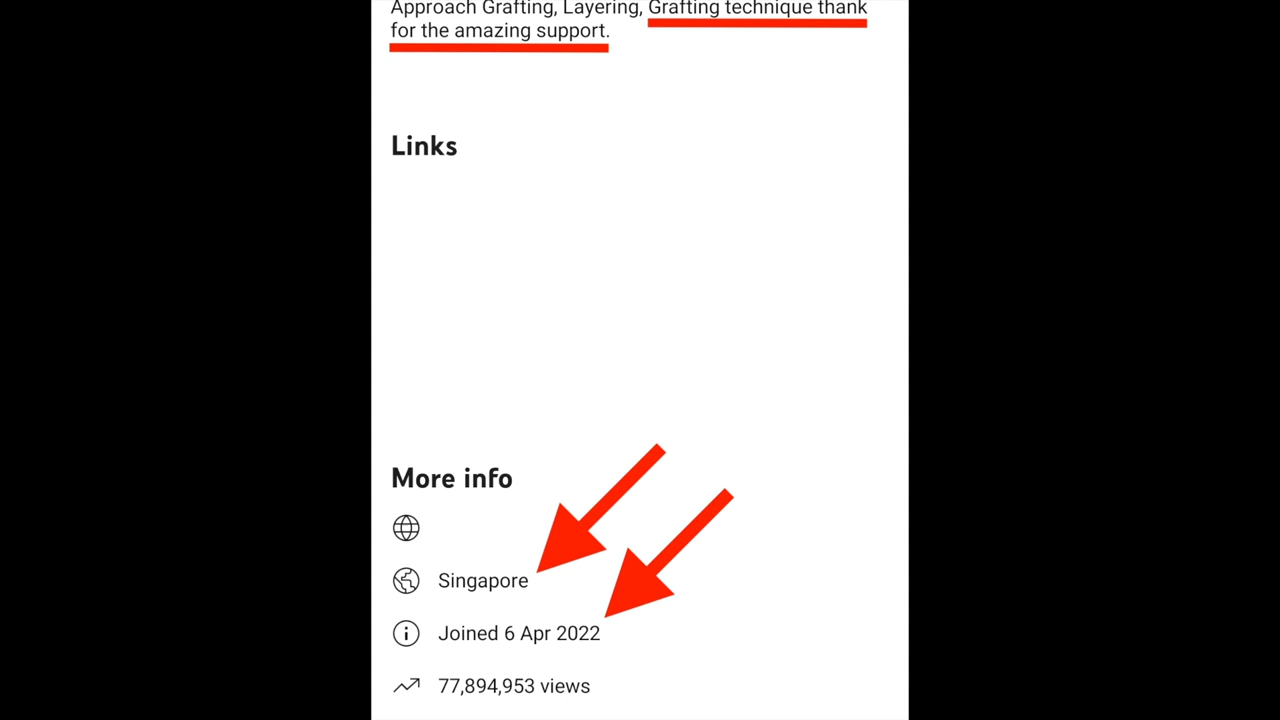 Approach Grafting, Layering, Grafting technique thank
for the amazing support.
Links
More info
Singapore
Joined 6 Apr 2022
77,894,953 views